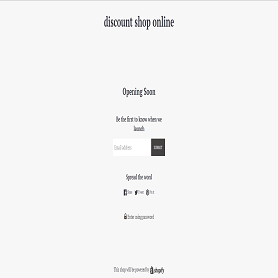 discount shop online
Opening Soon
Be the first to know when we
launch
Email address
SUBMIT
Spread the word
Share Tweet Pin it
Enter using password
This shop will be powered by shopify